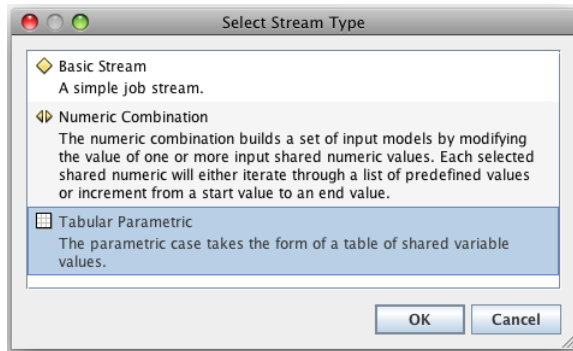 Select Stream Type
Basic Stream
A simple job stream.
Numeric Combination
The numeric combination builds a set of input models by modifying
the value of one or more input shared numeric values. Each selected
shared numeric will either iterate through a list of predefined values
or increment from a start value to an end value.
Tabular Parametric
The parametric case takes the form of a table of shared variable
values.
OK Cancel